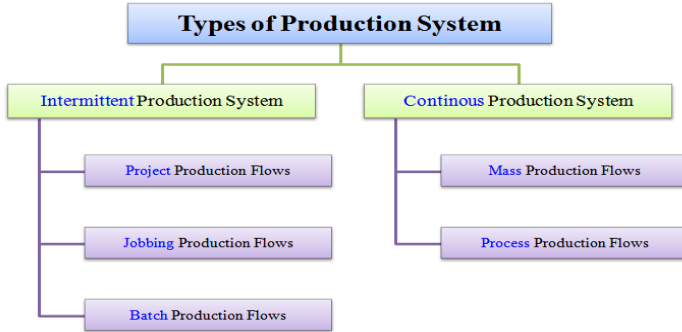 Types of Production System
Intermittent Production System
Continous Production System
Project Production Flows
Mass Production Flows
Jobbing Production Flows
Process Production Flows
Batch Production Flows